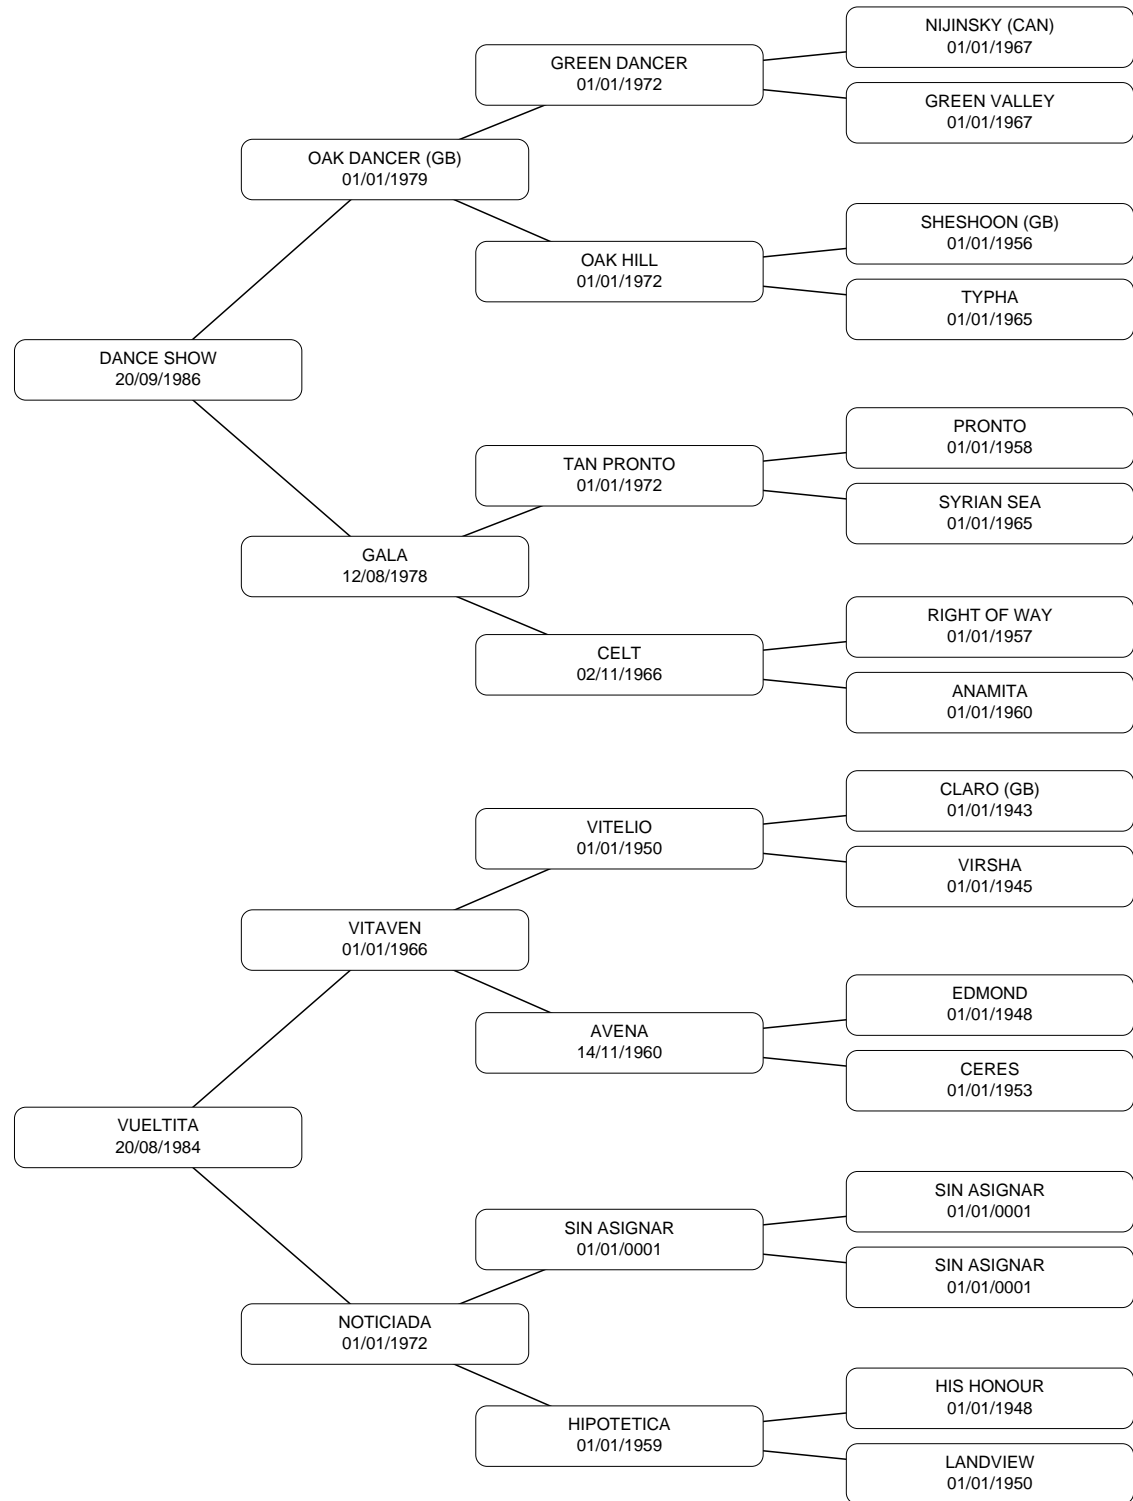 NIJINSKY (CAN)
01/01/1967
GREEN DANCER
01/01/1972
GREEN VALLEY
01/01/1967
OAK DANCER (GB)
01/01/1979
SHESHOON (GB)
01/01/1956
OAK HILL
01/01/1972
TYPHA
01/01/1965
DANCE SHOW
20/09/1986
PRONTO
01/01/1958
TAN PRONTO
01/01/1972
SYRIAN SEA
01/01/1965
GALA
12/08/1978
RIGHT OF WAY
01/01/1957
CELT
02/11/1966
ANAMITA
01/01/1960
CLARO (GB)
01/01/1943
VITELIO
01/01/1950
VIRSHA
01/01/1945
VITAVEN
01/01/1966
EDMOND
01/01/1948
AVENA
14/11/1960
CERES
01/01/1953
VUELTITA
20/08/1984
SIN ASIGNAR
01/01/0001
SIN ASIGNAR
01/01/0001
SIN ASIGNAR
01/01/0001
NOTICIADA
01/01/1972
HIS HONOUR
01/01/1948
HIPOTETICA
01/01/1959
LANDVIEW
01/01/1950